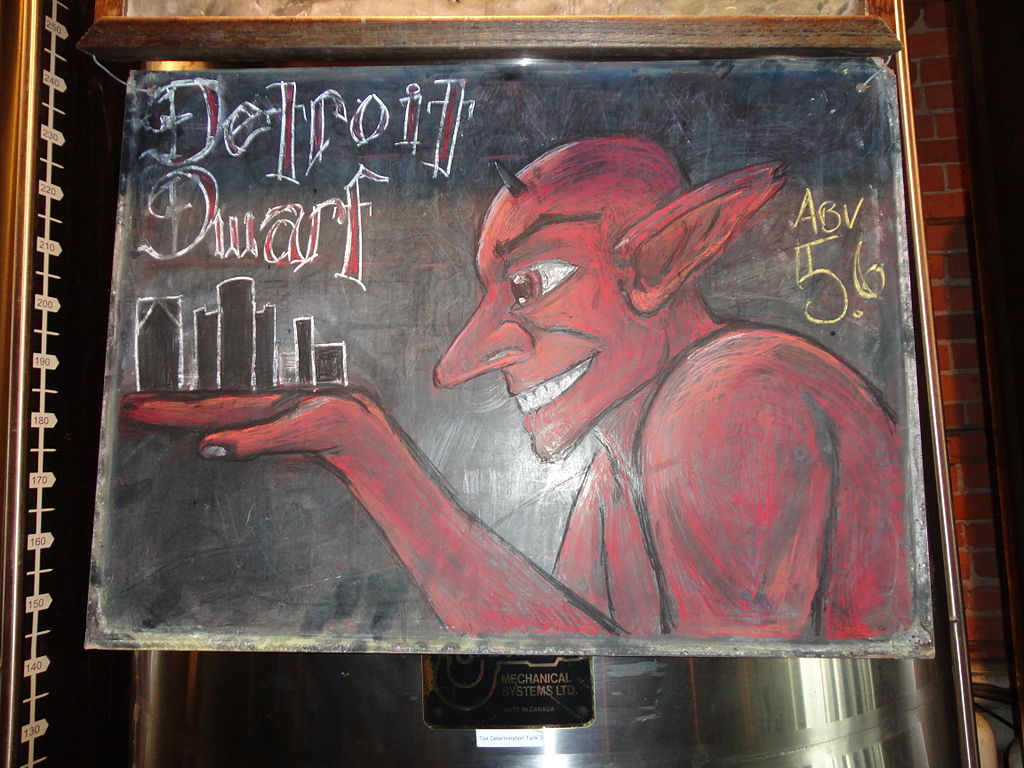 250
240
230
220
210
200
190
180
170
160
150
140
130
Detroit
Dwarf
ABV
5.6
MECHANICAL
SYSTEMS LTD.
MADE IN CANADA
Tax Determination Tank 3